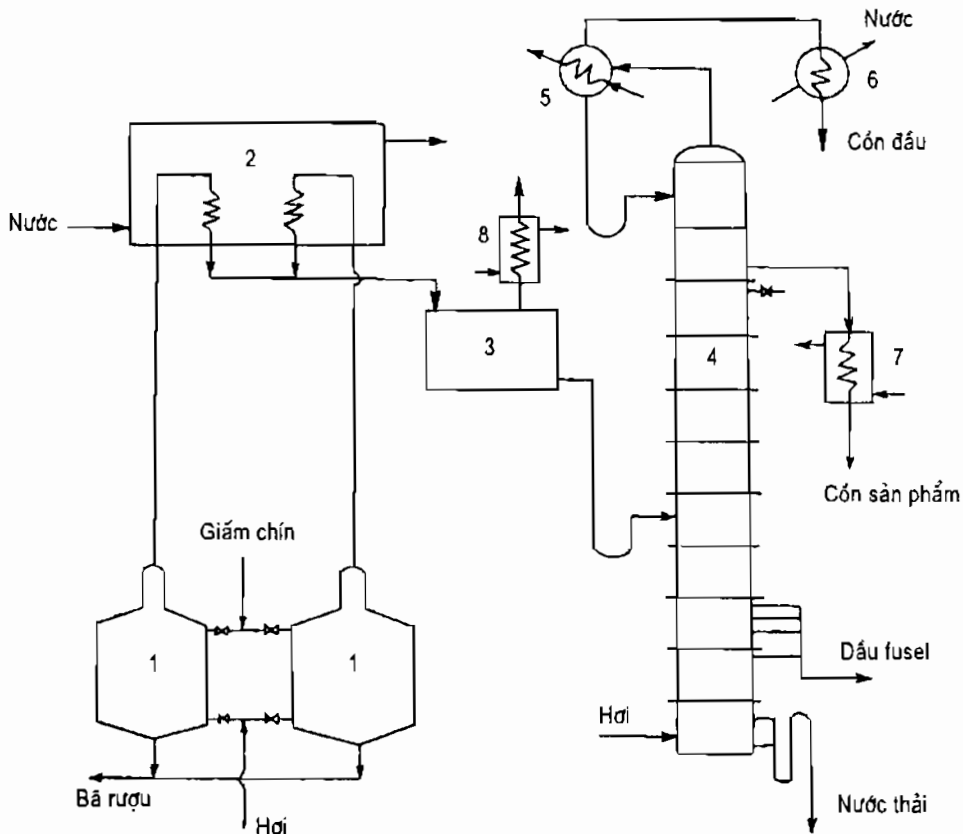 Nước
5
6
2
Cồn đầu
Nước
8
3
4
7
Cồn sản phẩm
Giấm chín
1
1
Dầu fusel
Hơi
Bã rượu
Nước thải
Hơi